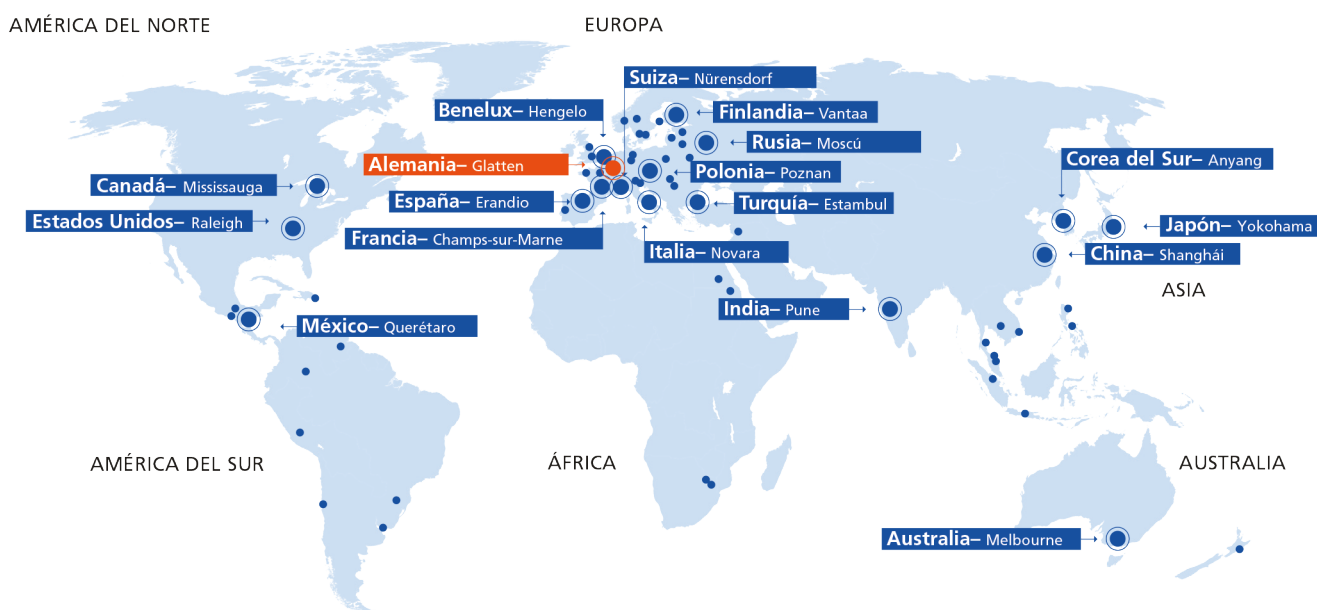 AMÉRICA DEL NORTE
EUROPA
Suiza– Nürensdorf
Benelux– Hengelo
Finlandia– Vantaa
Rusia– Moscú
Alemania– Glatten
Corea del Sur– Anyang
Polonia– Poznan
Canadá– Mississauga
España– Erandio
Turquía– Estambul
Estados Unidos– Raleigh
Japón– Yokohama
Francia– Champs-sur-Marne
Italia– Novara
China– Shanghái
ASIA
India– Pune
México– Querétaro
AMÉRICA DEL SUR
ÁFRICA
AUSTRALIA
Australia– Melbourne